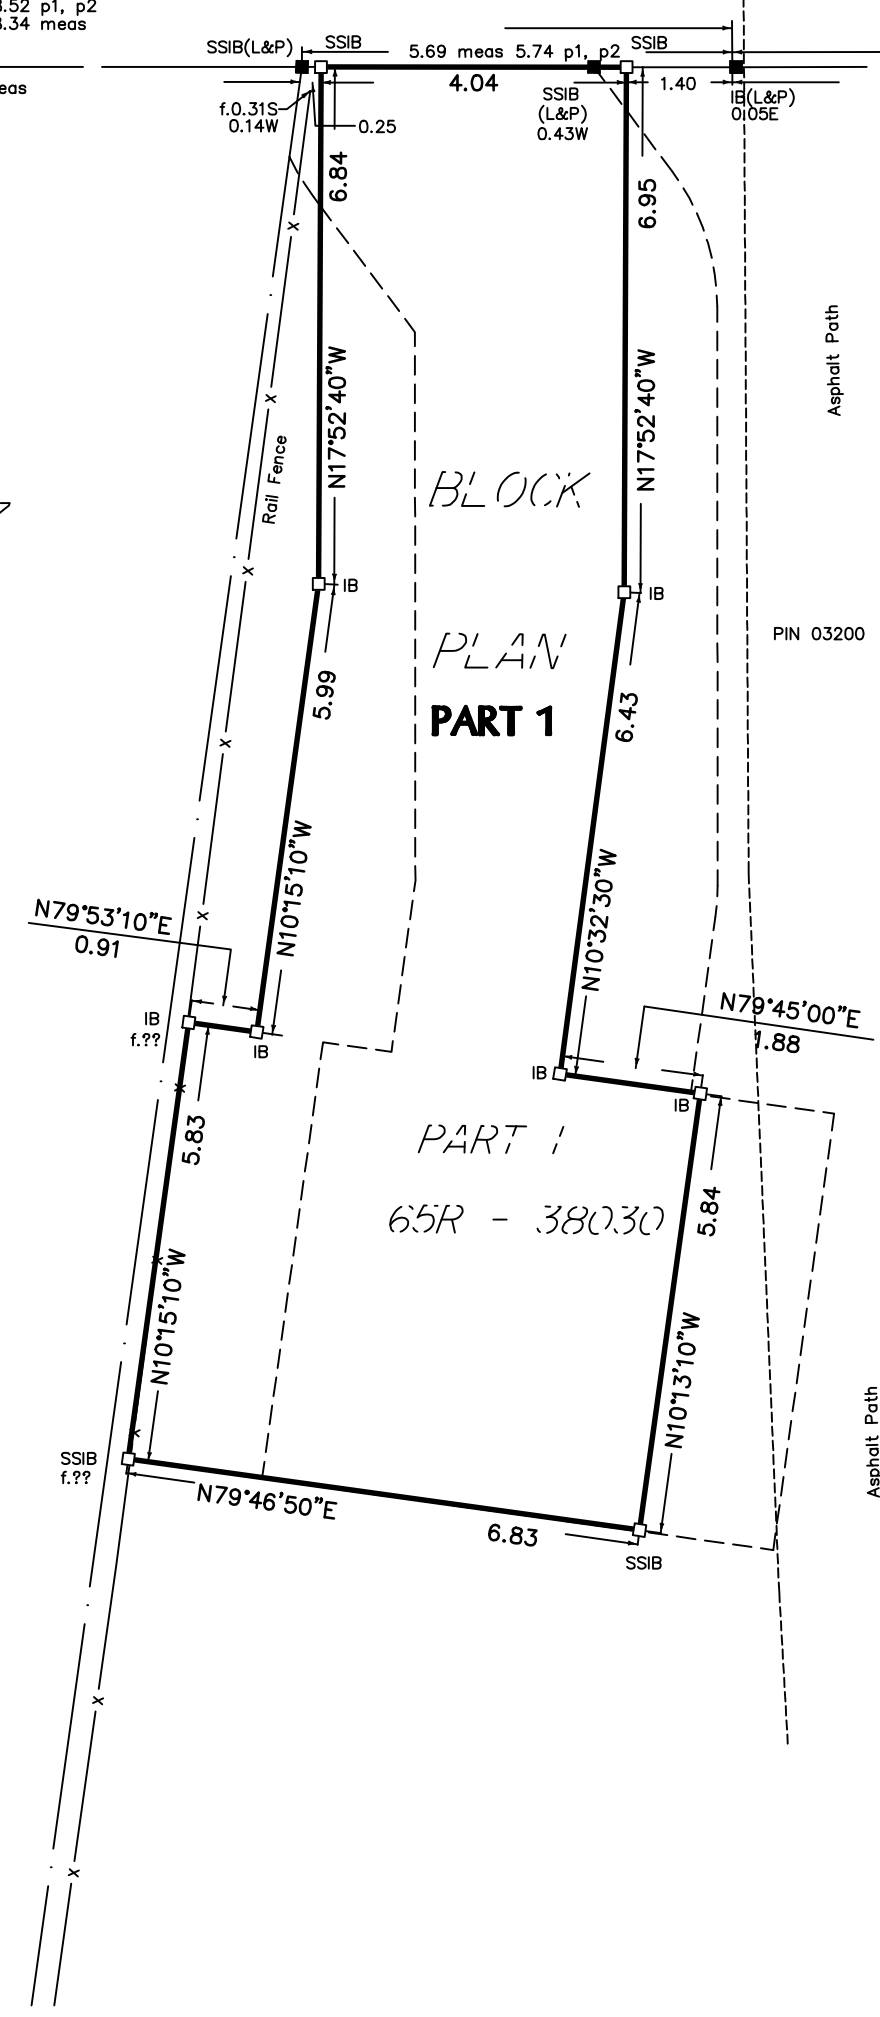 3.52 p1, p2
3.34 meas
eas
SSIB(L&P)
SSIB
5.69 meas 5.74 p1, p2
SSIB
4.04
1.40
SSIB
(L&P)
0.43W
IB(L&P)
0.05E
f.0.31S
0.14W
0.25
6.84
6.95
Asphalt Path
N17°52'40"W
N17°52'40"W
Rail Fence
BLOCK
IB
IB
PLAN
PIN 03200
PART 1
5.99
6.43
N10°15'10"W
N10°32'30"W
N79°53'10"E
0.91
N79°45'00"E
1.88
IB
f.??
IB
IB
IB
5.83
PART 1
5.84
65R - 38030
N10°15'10"W
N10°13'10"W
Asphalt Path
SSIB
f.??
N79°46'50"E
6.83
SSIB